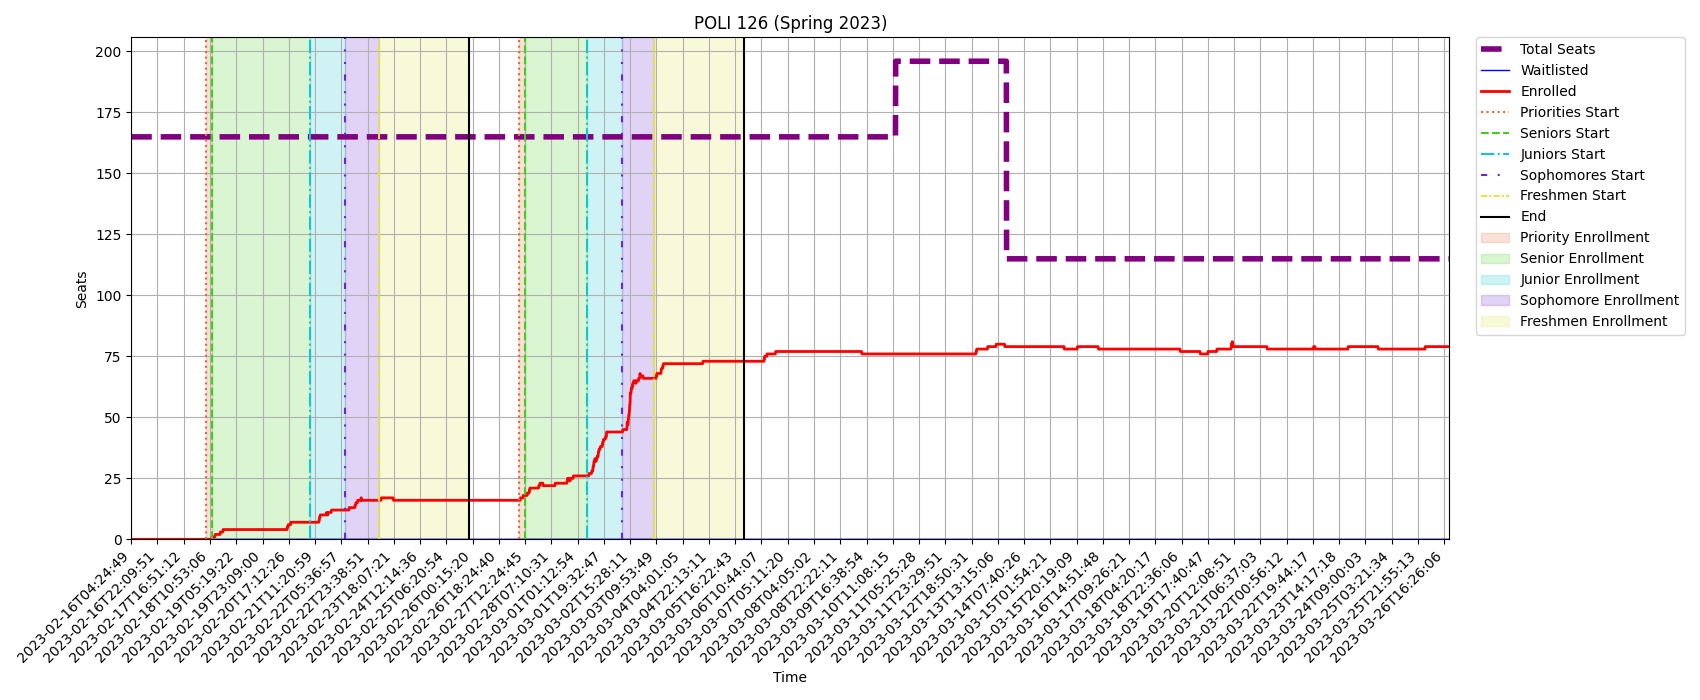 POLI 126 (Spring 2023)
Seats
200
175
150
125
100
75
50
25
0
2023-02-16T04:24:49
2023-02-16T22:09:51
2023-02-17T16:51:12
2023-02-18T10:53:06
2023-02-19T05:19:22
2023-02-19T23:09:00
2023-02-20T17:12:26
2023-02-21T11:20:59
2023-02-22T05:36:57
2023-02-22T23:38:51
2023-02-23T18:07:21
2023-02-24T12:14:36
2023-02-25T06:20:54
2023-02-26T00:15:20
2023-02-26T18:24:40
2023-02-27T12:24:45
2023-02-28T07:10:31
2023-03-01T01:12:54
2023-03-01T19:32:47
2023-03-02T15:28:11
2023-03-03T09:53:49
2023-03-04T04:01:05
2023-03-04T22:13:11
2023-03-05T16:22:43
2023-03-06T10:44:07
2023-03-07T05:11:20
2023-03-08T04:05:02
2023-03-08T22:22:11
2023-03-09T16:38:54
2023-03-10T11:08:15
2023-03-11T05:25:28
2023-03-11T23:29:51
2023-03-12T18:50:31
2023-03-13T13:15:06
2023-03-14T07:40:26
2023-03-15T01:54:21
2023-03-15T20:19:09
2023-03-16T14:51:48
2023-03-17T09:26:21
2023-03-18T04:20:17
2023-03-18T22:36:06
2023-03-19T17:40:47
2023-03-20T12:08:51
2023-03-21T06:37:03
2023-03-22T00:56:12
2023-03-22T19:44:17
2023-03-23T14:17:18
2023-03-24T09:00:03
2023-03-25T03:21:34
2023-03-25T21:55:13
2023-03-26T16:26:06
Time
Total Seats
Waitlisted
Enrolled
Priorities Start
Seniors Start
Juniors Start
Sophomores Start
Freshmen Start
End
Priority Enrollment
Senior Enrollment
Junior Enrollment
Sophomore Enrollment
Freshmen Enrollment